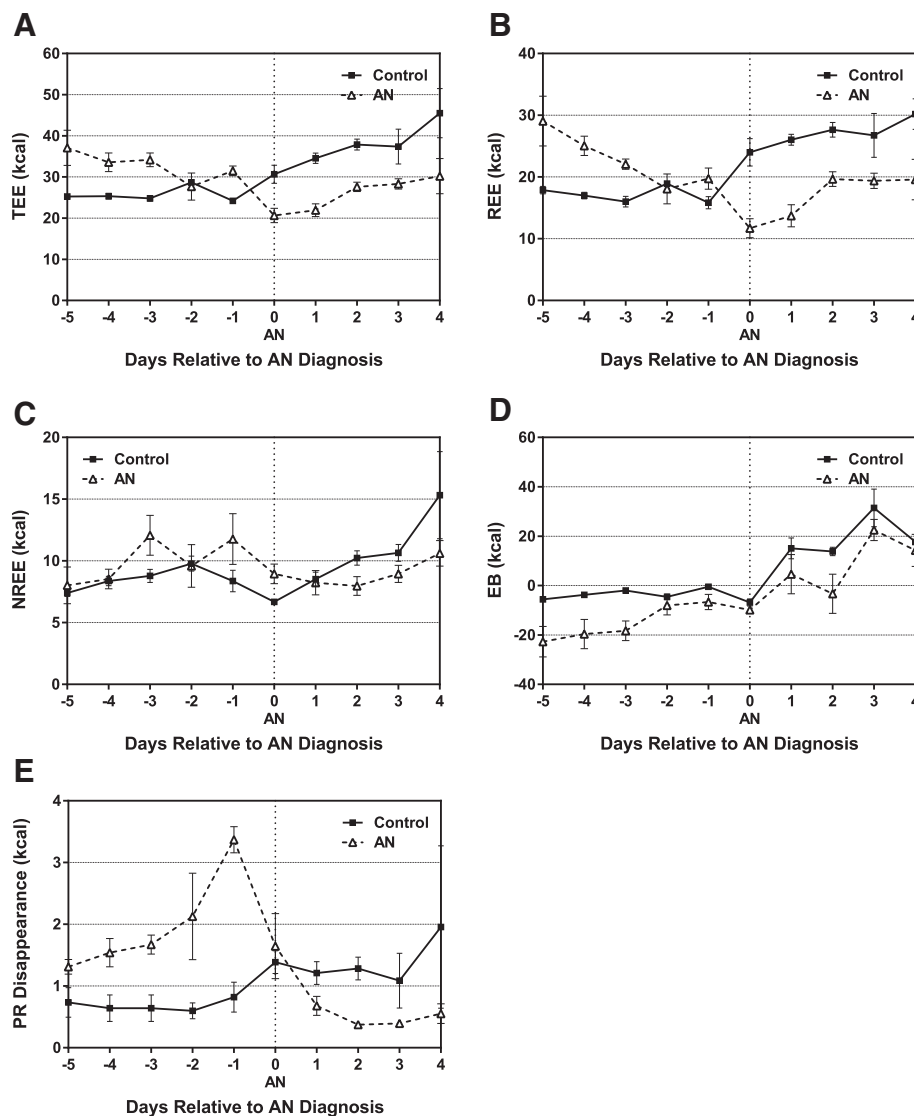 A
TEE (kcal)
60
50
40
30
20
10
0
Control
AN
-5 -4 -3 -2 -1 0 1 2 3 4
AN
Days Relative to AN Diagnosis
B
REE (kcal)
40
30
20
10
0
Control
AN
-5 -4 -3 -2 -1 0 1 2 3 4
AN
Days Relative to AN Diagnosis
C
NREE (kcal)
20
15
10
5
0
Control
AN
-5 -4 -3 -2 -1 0 1 2 3 4
AN
Days Relative to AN Diagnosis
D
EB (kcal)
60
40
20
0
-20
-40
Control
AN
-5 -4 -3 -2 -1 0 1 2 3 4
AN
Days Relative to AN Diagnosis
E
PR Disappearance (kcal)
4
3
2
1
0
Control
AN
-5 -4 -3 -2 -1 0 1 2 3 4
AN
Days Relative to AN Diagnosis